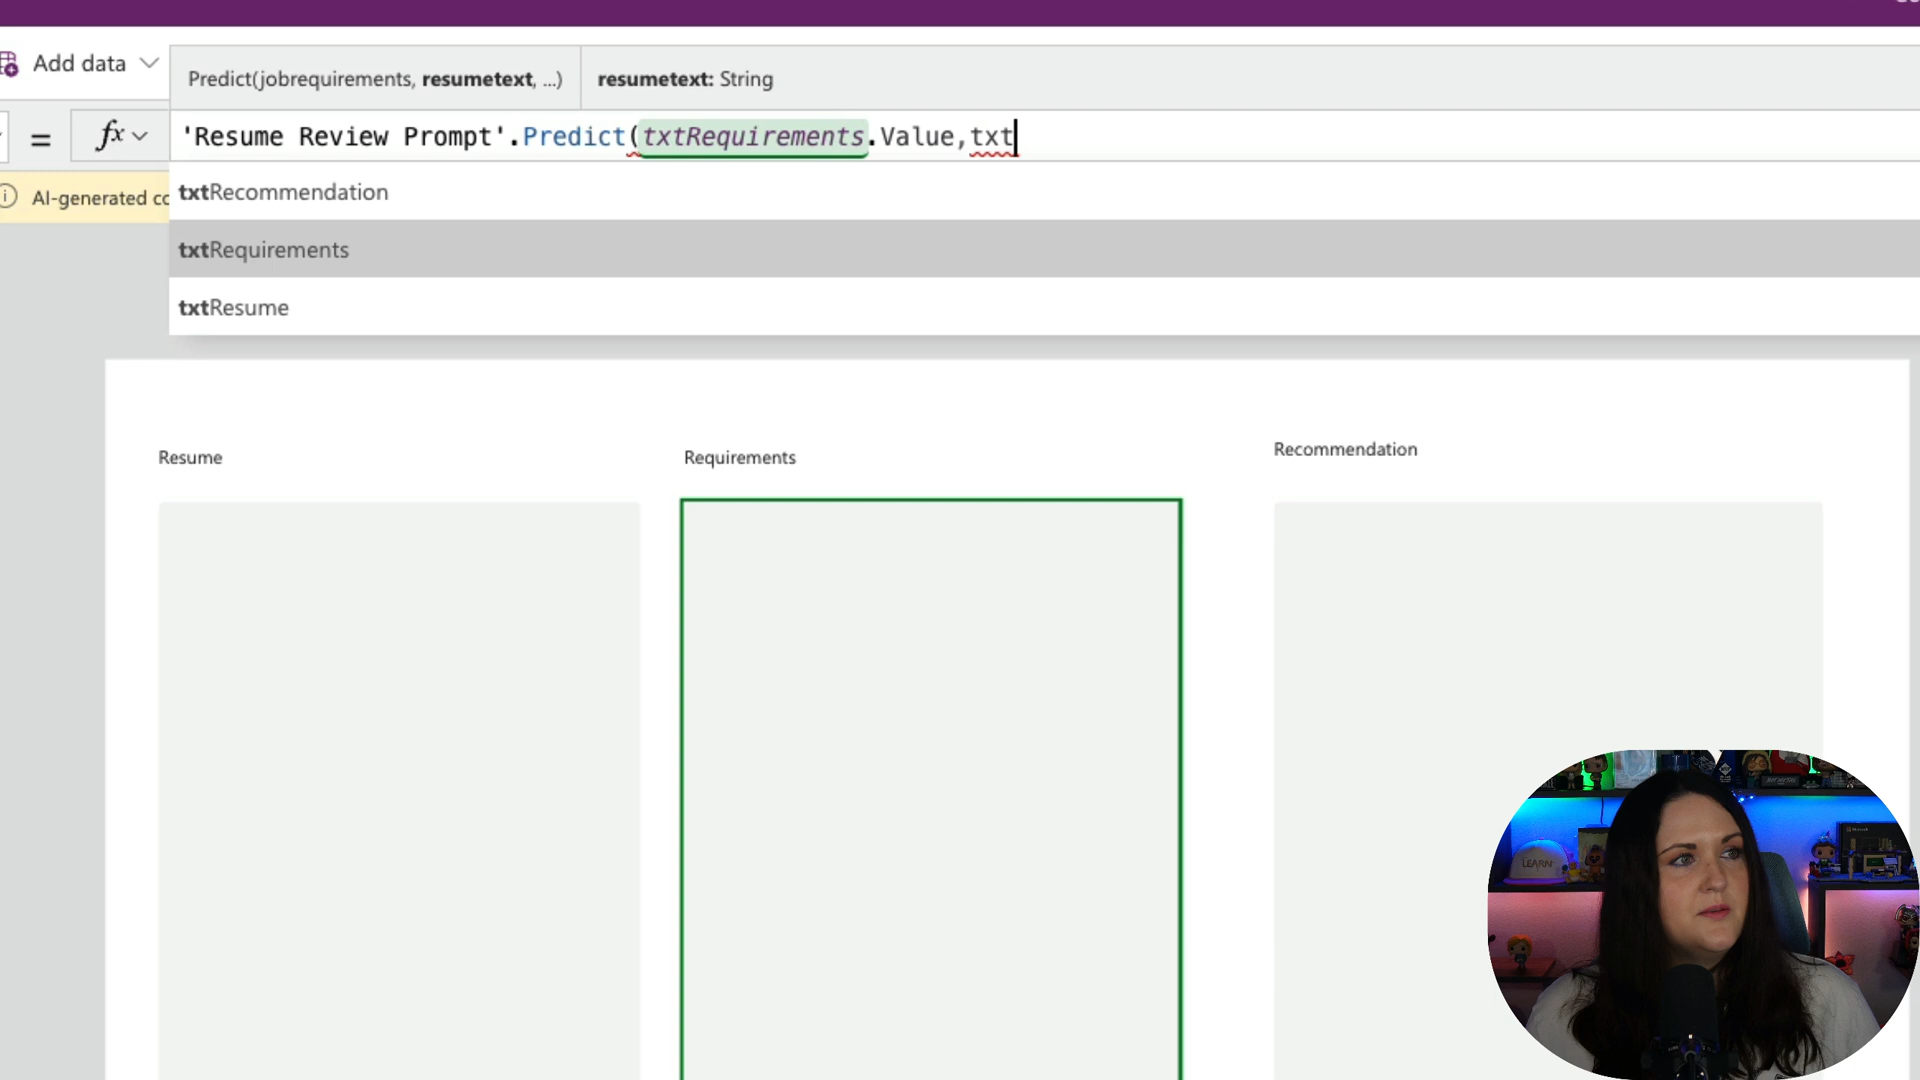 Add data
Predict(jobrequirements, resumetext, ...)
resumetext: String
=
fx
'Resume Review Prompt'.Predict(txtRequirements.Value,txt
AI-generated co
txtRecommendation
txtRequirements
txtResume
Resume
Requirements
Recommendation
LEARN